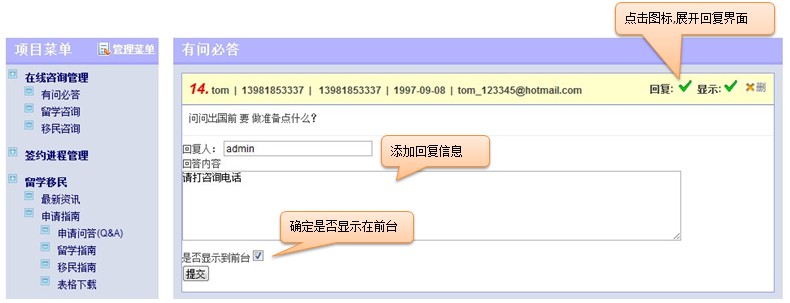 点击图标,展开回复界面
项目菜单 管理菜单
在线咨询管理
有问必答
留学咨询
移民咨询
签约进程管理
留学移民
最新资讯
申请指南
申请问答(Q&A)
留学指南
移民指南
表格下载
有问必答
14. tom | 13981853337 | 13981853337 | 1997-09-08 | tom_123345@hotmail.com 回复: 显示: 删
问问出国前 要 做准备点什么?
回复人: admin
添加回复信息
回答内容
请打咨询电话
确定是否显示在前台
是否显示到前台
提交